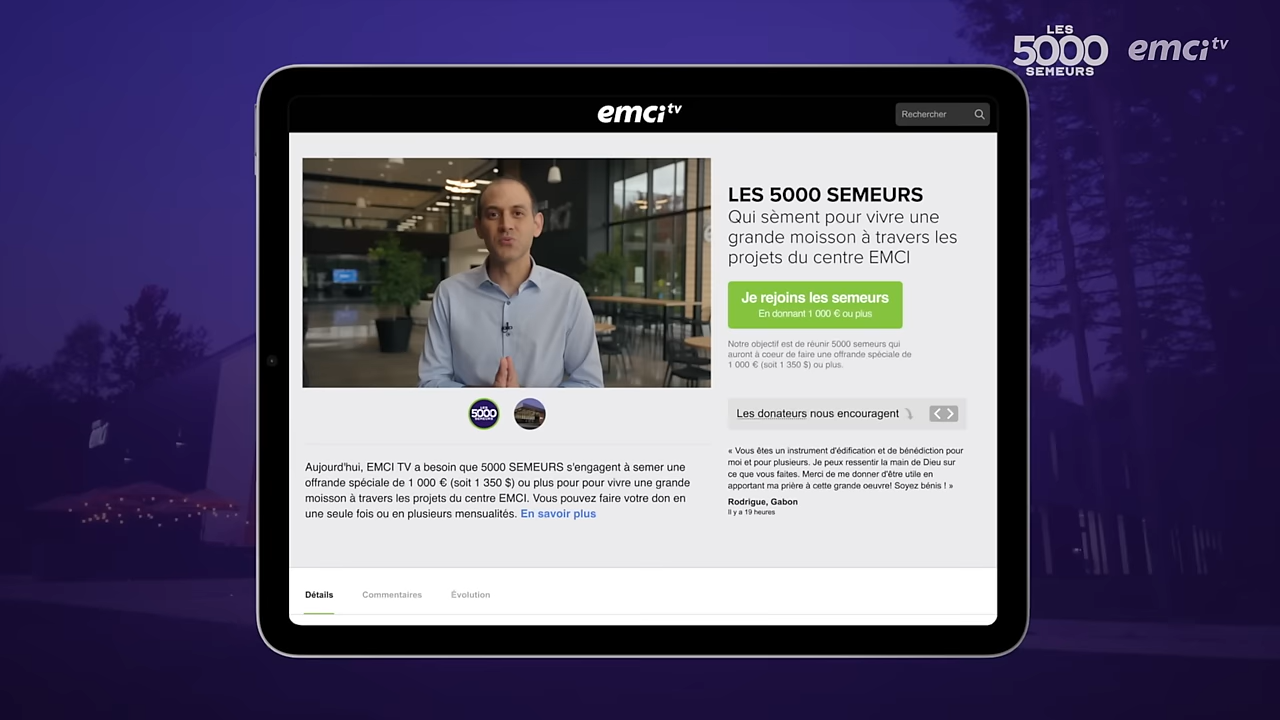 LES
5000
SEMEURS
emci tv
emci tv
Rechercher
LES 5000 SEMEURS
Qui sèment pour vivre une
grande moisson à travers les
projets du centre EMCI
Je rejoins les semeurs
En donnant 1 000 € ou plus
Notre objectif est de réunir 5000 semeurs qui
auront à coeur de faire une offrande spéciale de
1 000 € (soit 1 350 $) ou plus.
LES
5000
SEMEURS
Les donateurs nous encouragent
« Vous êtes un instrument d'édification et de bénédiction pour
moi et pour plusieurs. Je peux ressentir la main de Dieu sur
ce que vous faites. Merci de me donner d'être utile en
apportant ma prière à cette grande oeuvre! Soyez bénis ! »
Rodrigue, Gabon
Il y a 19 heures
Aujourd'hui, EMCI TV a besoin que 5000 SEMEURS s'engagent à semer une
offrande spéciale de 1 000 € (soit 1 350 $) ou plus pour pour vivre une grande
moisson à travers les projets du centre EMCI. Vous pouvez faire votre don en
une seule fois ou en plusieurs mensualités. En savoir plus
Détails
Commentaires
Évolution